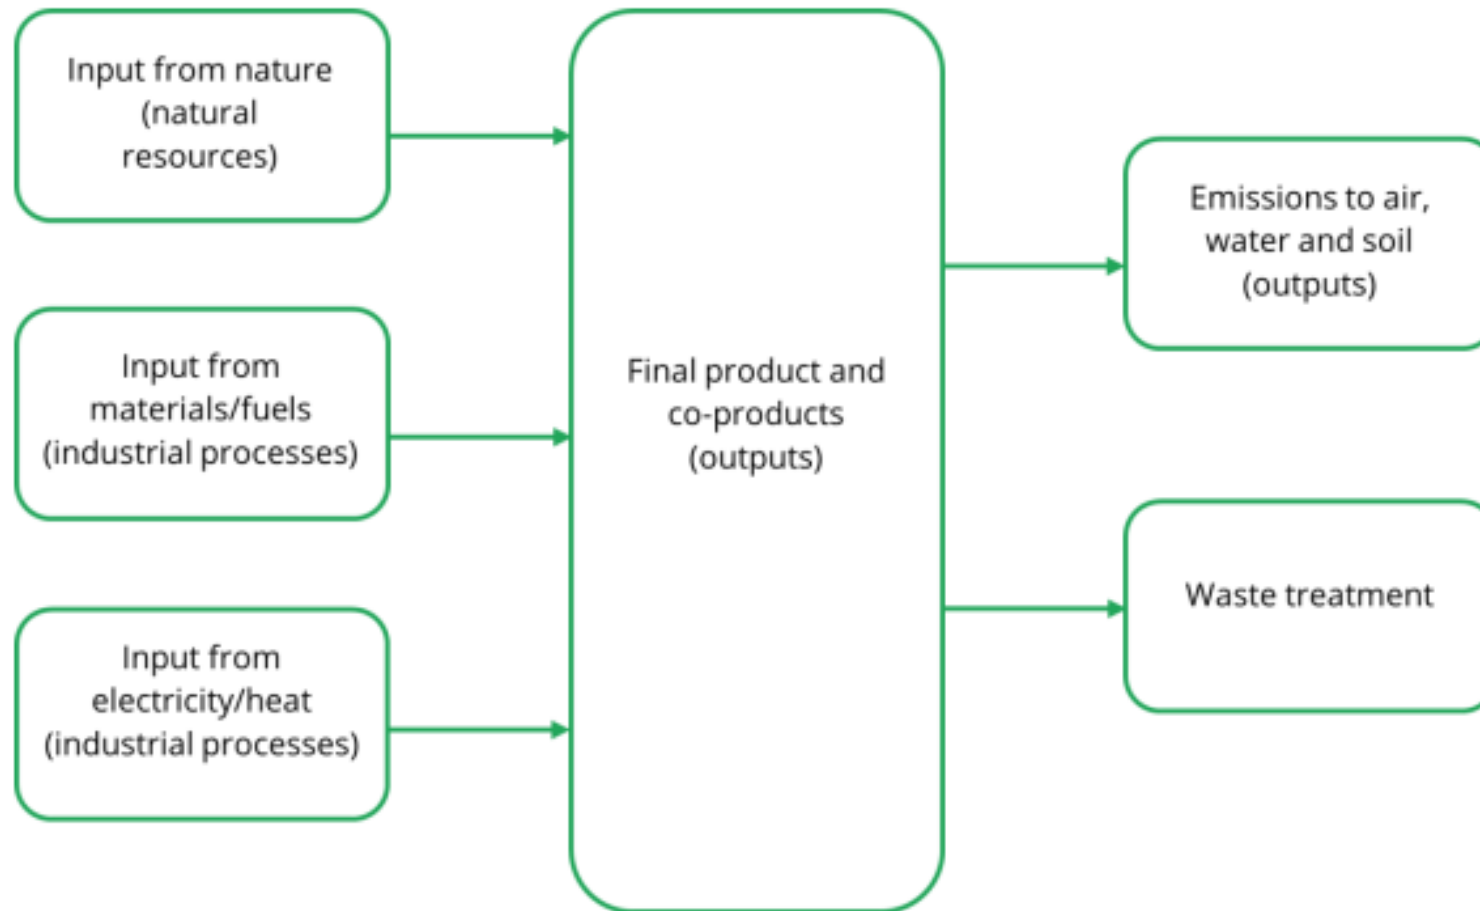 Input from nature
(natural
resources)
Input from
materials/fuels
(industrial processes)
Input from
electricity/heat
(industrial processes)
Final product and
co-products
(outputs)
Emissions to air,
water and soil
(outputs)
Waste treatment